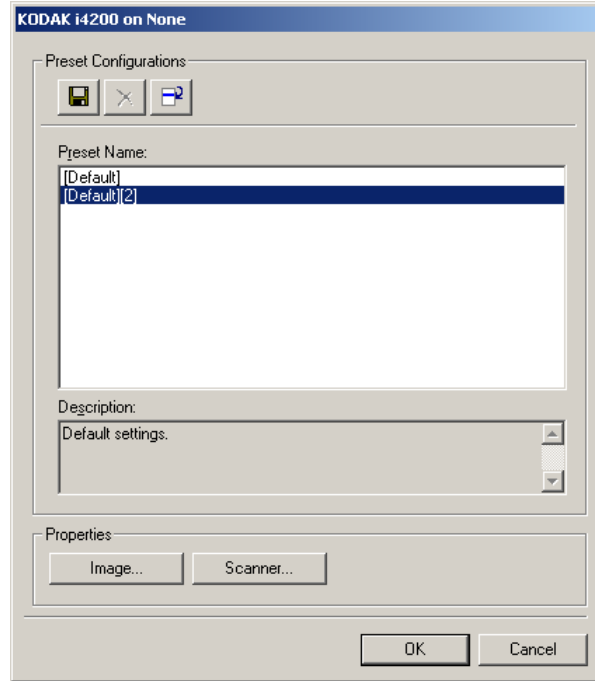 KODAK i4200 on None
Preset Configurations
Preset Name:
[Default]
[Default][2]
Description:
Default settings.
Properties
Image...
Scanner...
OK
Cancel